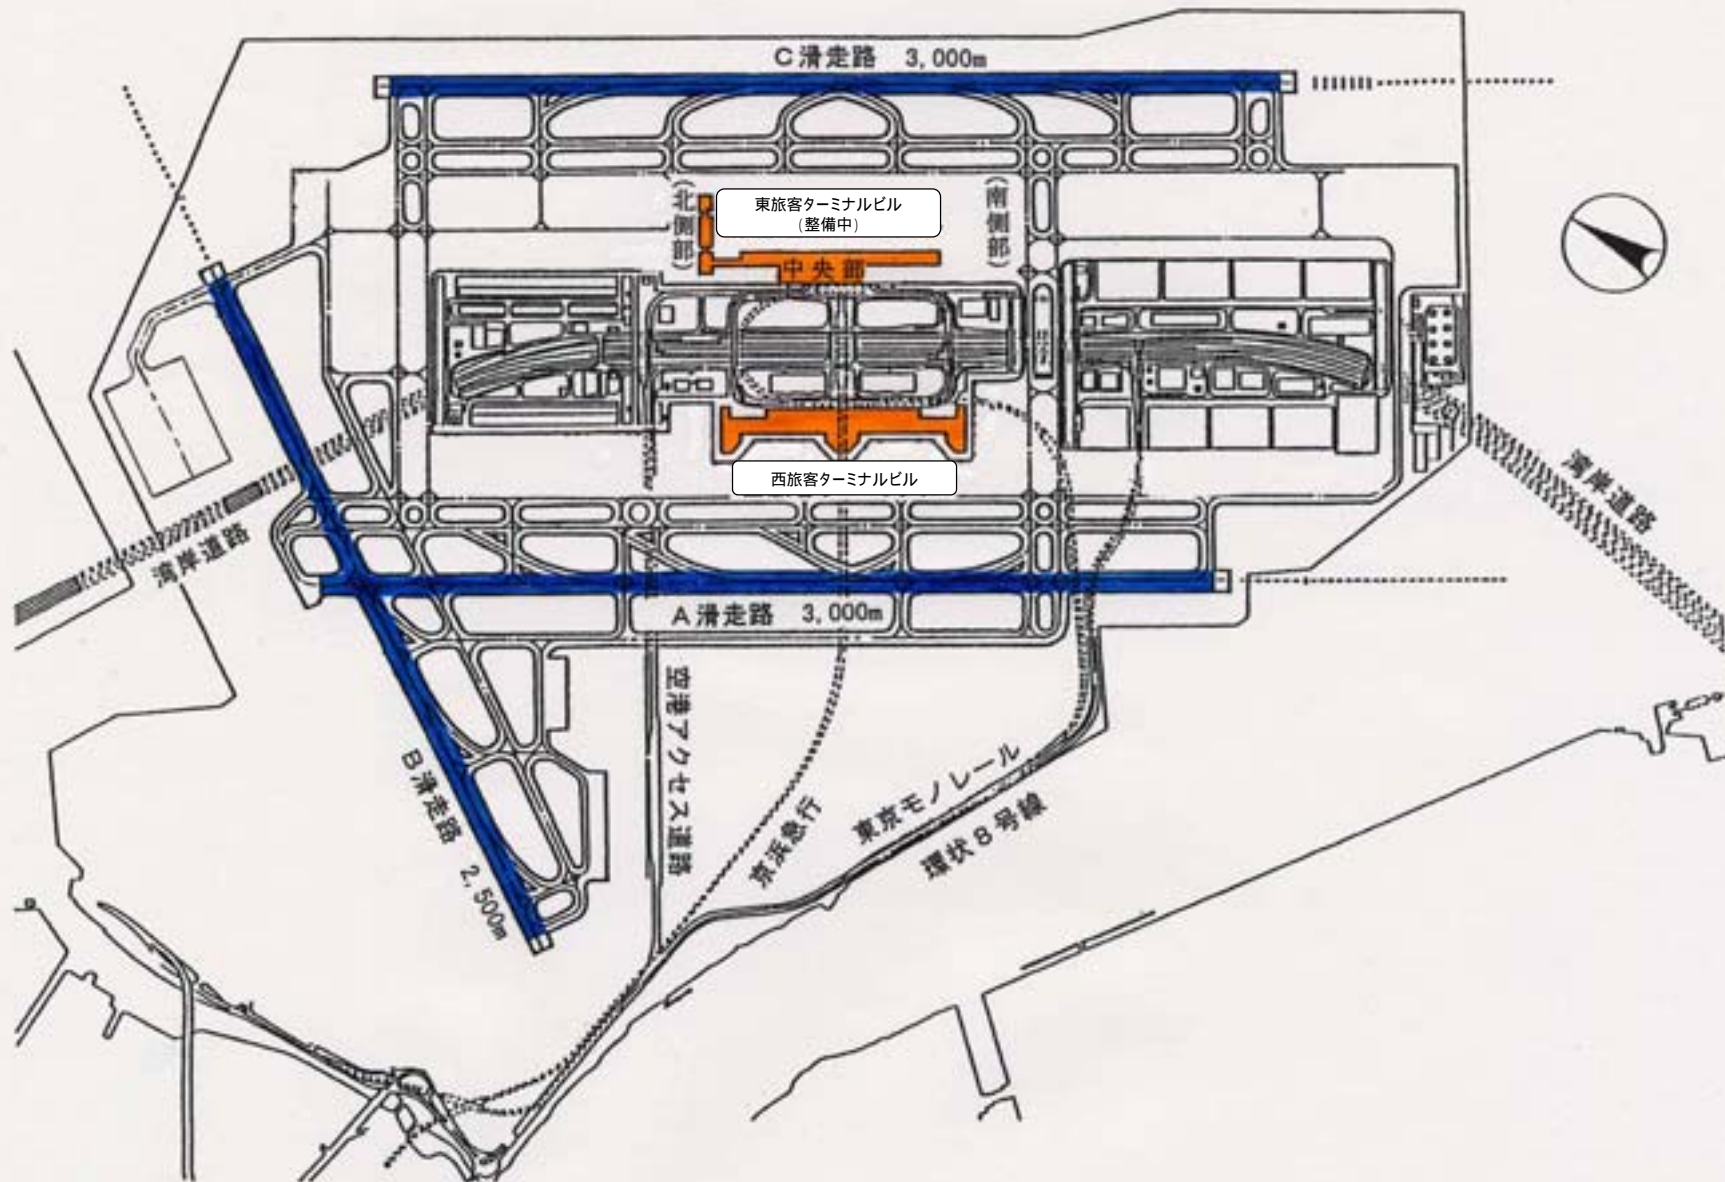 C滑走路 3,000m
(北側部)
東旅客ターミナルビル
(整備中)
(南側部)
中央部
西旅客ターミナルビル
湾岸道路
湾岸道路
A滑走路 3,000m
B滑走路 2,500m
空港アクセス道路
京浜急行
東京モノレール
環状8号線